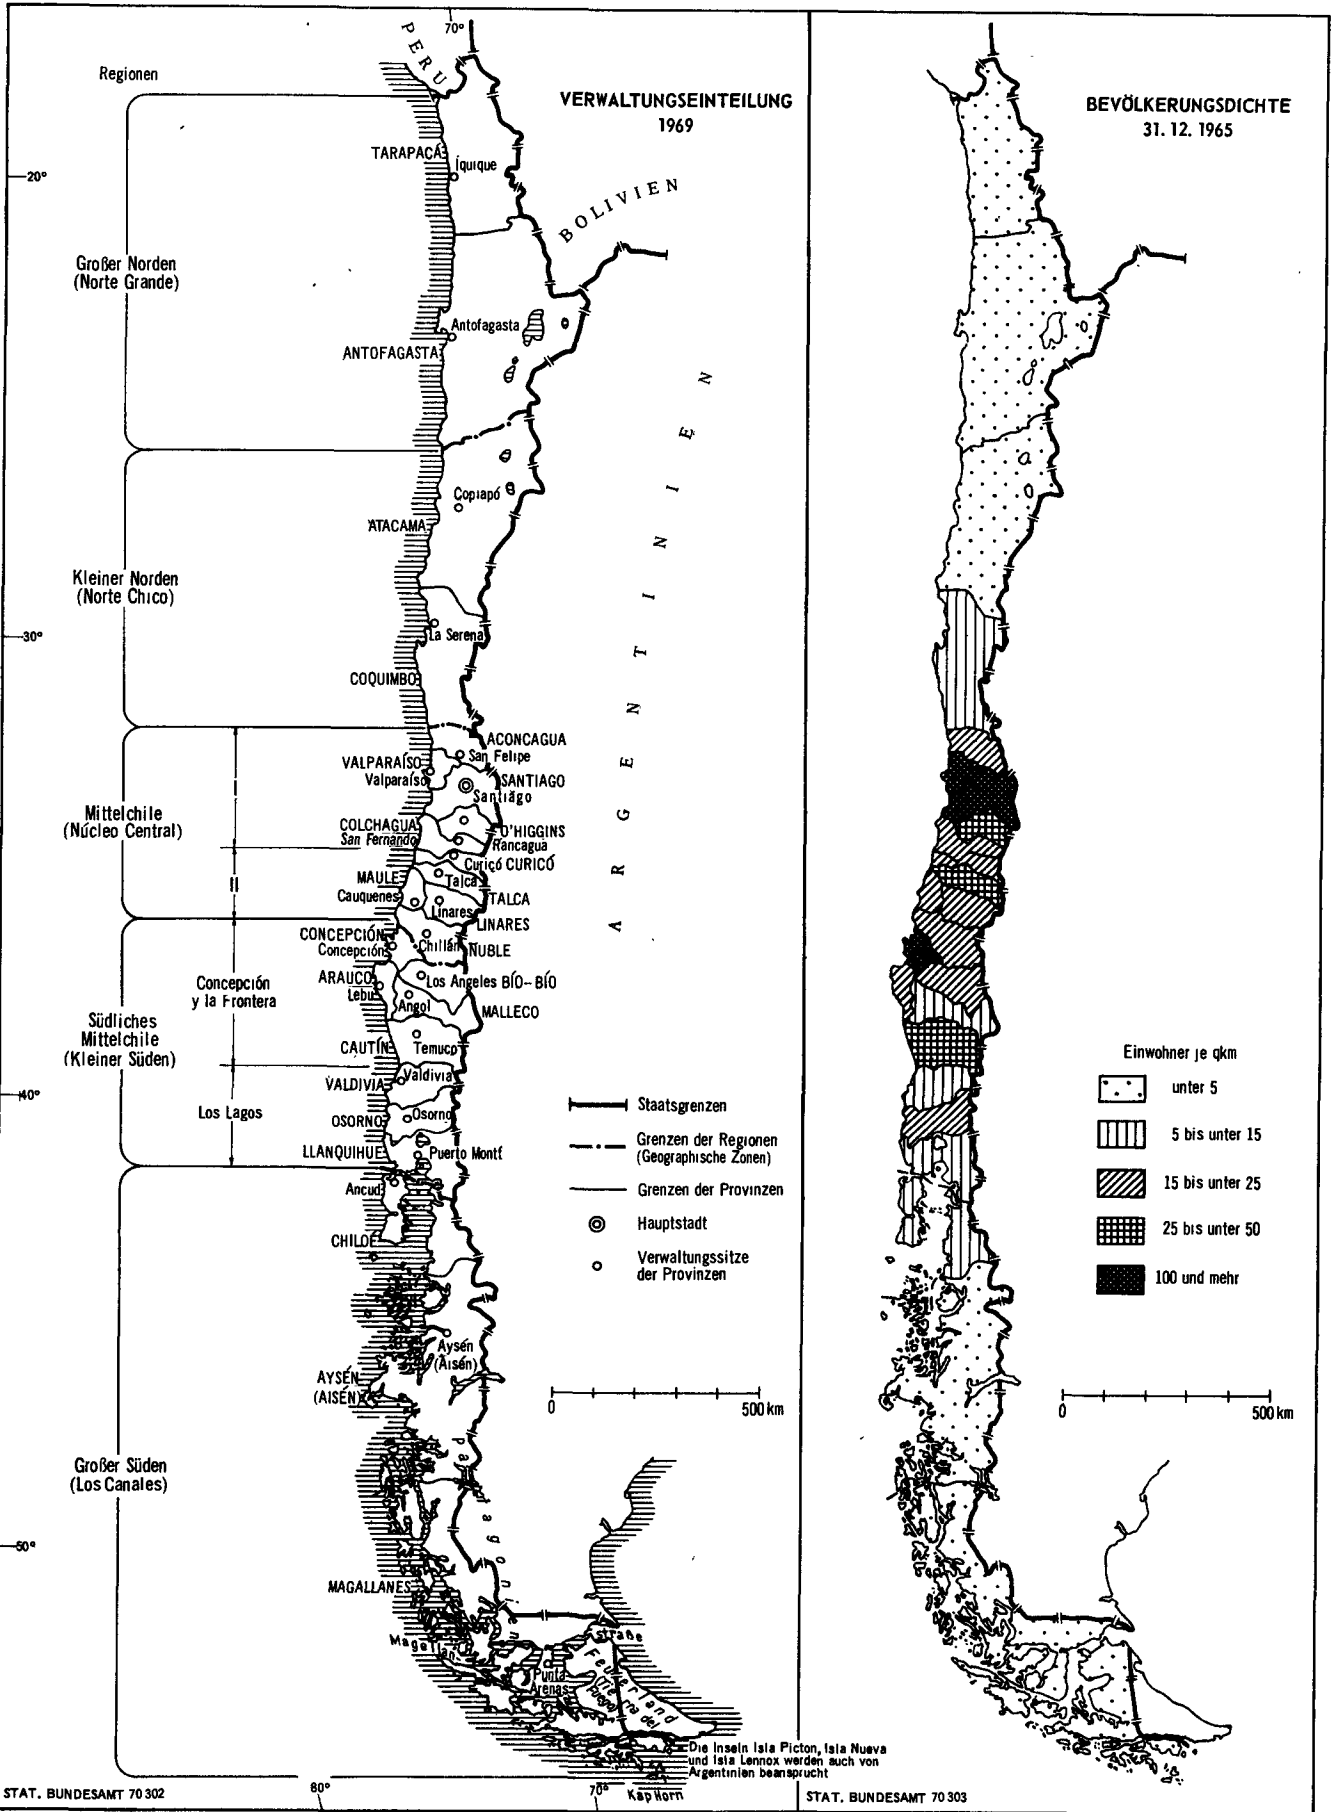 70°
PERU
Regionen
VERWALTUNGSEINTEILUNG
1969
BEVÖLKERUNGSDICHTE
31. 12. 1965
TARAPACÁ
Iquique
20°
BOLIVIEN
Großer Norden
(Norte Grande)
Antofagasta
ANTOFAGASTA
ARGENTINIEN
Copiapó
ATACAMA
Kleiner Norden
(Norte Chico)
La Serena
30°
COQUIMBO
ACONCAGUA
San Felipe
VALPARAÍSO
Valparaíso
SANTIAGO
Santiago
Mittelchile
(Núcleo Central)
I
COLCHAGUA
San Fernando
O'HIGGINS
Rancagua
Curicó CURICÓ
II
MAULE
Talca
Cauquenes
TALCA
Linares
LINARES
CONCEPCIÓN
Concepción
Chillán ÑUBLE
ARAUCO
Lebu
Los Angeles BÍO-BÍO
Concepción
y la Frontera
Angol
MALLECO
Südliches
Mittelchile
(Kleiner Süden)
CAUTÍN
Temuco
Valdivia
VALDIVIA
40°
Los Lagos
OSORNO
Osorno
LLANQUIHUE
Puerto Montt
Ancud
CHILOÉ
Staatsgrenzen
Grenzen der Regionen
(Geographische Zonen)
Grenzen der Provinzen
Hauptstadt
Verwaltungssitze
der Provinzen
Einwohner je qkm
unter 5
5 bis unter 15
15 bis unter 25
25 bis unter 50
100 und mehr
Aysén
(Aisén)
AYSÉN
(AISÉN)
0 500 km
0 500 km
Patagonien
Großer Süden
(Los Canales)
50°
MAGALLANES
Magellan-
straße
Punta
Arenas
Feuerland
(Tierra del
Fuego)
Die Inseln Isla Picton, Isla Nueva
und Isla Lennox werden auch von
Argentinien beansprucht
Kap Horn
80°
70°
STAT. BUNDESAMT 70 302
STAT. BUNDESAMT 70 303